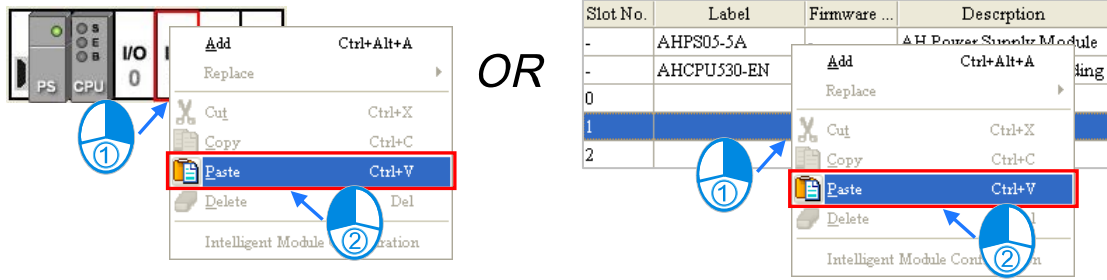 S
E
B
I/O
0
I
PS
CPU
Add Ctrl+Alt+A
Replace
Cut Ctrl+X
Copy Ctrl+C
Paste Ctrl+V
Delete Del
Intelligent Module ration
①
②
OR
Slot No. Label Firmware ... Descrption
- AHPS05-5A - AH Power Supply Module
- AHCPU530-EN ding
0
1
2
Add Ctrl+Alt+A
Replace
Cut Ctrl+X
Copy Ctrl+C
Paste Ctrl+V
Delete l
Intelligent Module Con n
①
②